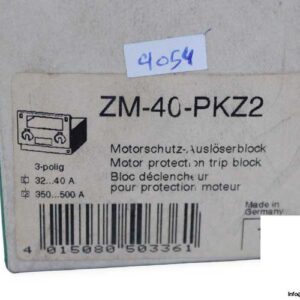 9054
ZM-40-PKZ2
Motorschutz-Auslöserblock
Motor protection trip block
Bloc déclencheur
pour protection moteur
3-polig
32...40 A
350...500 A
Made in
Germany
4 015080 503361